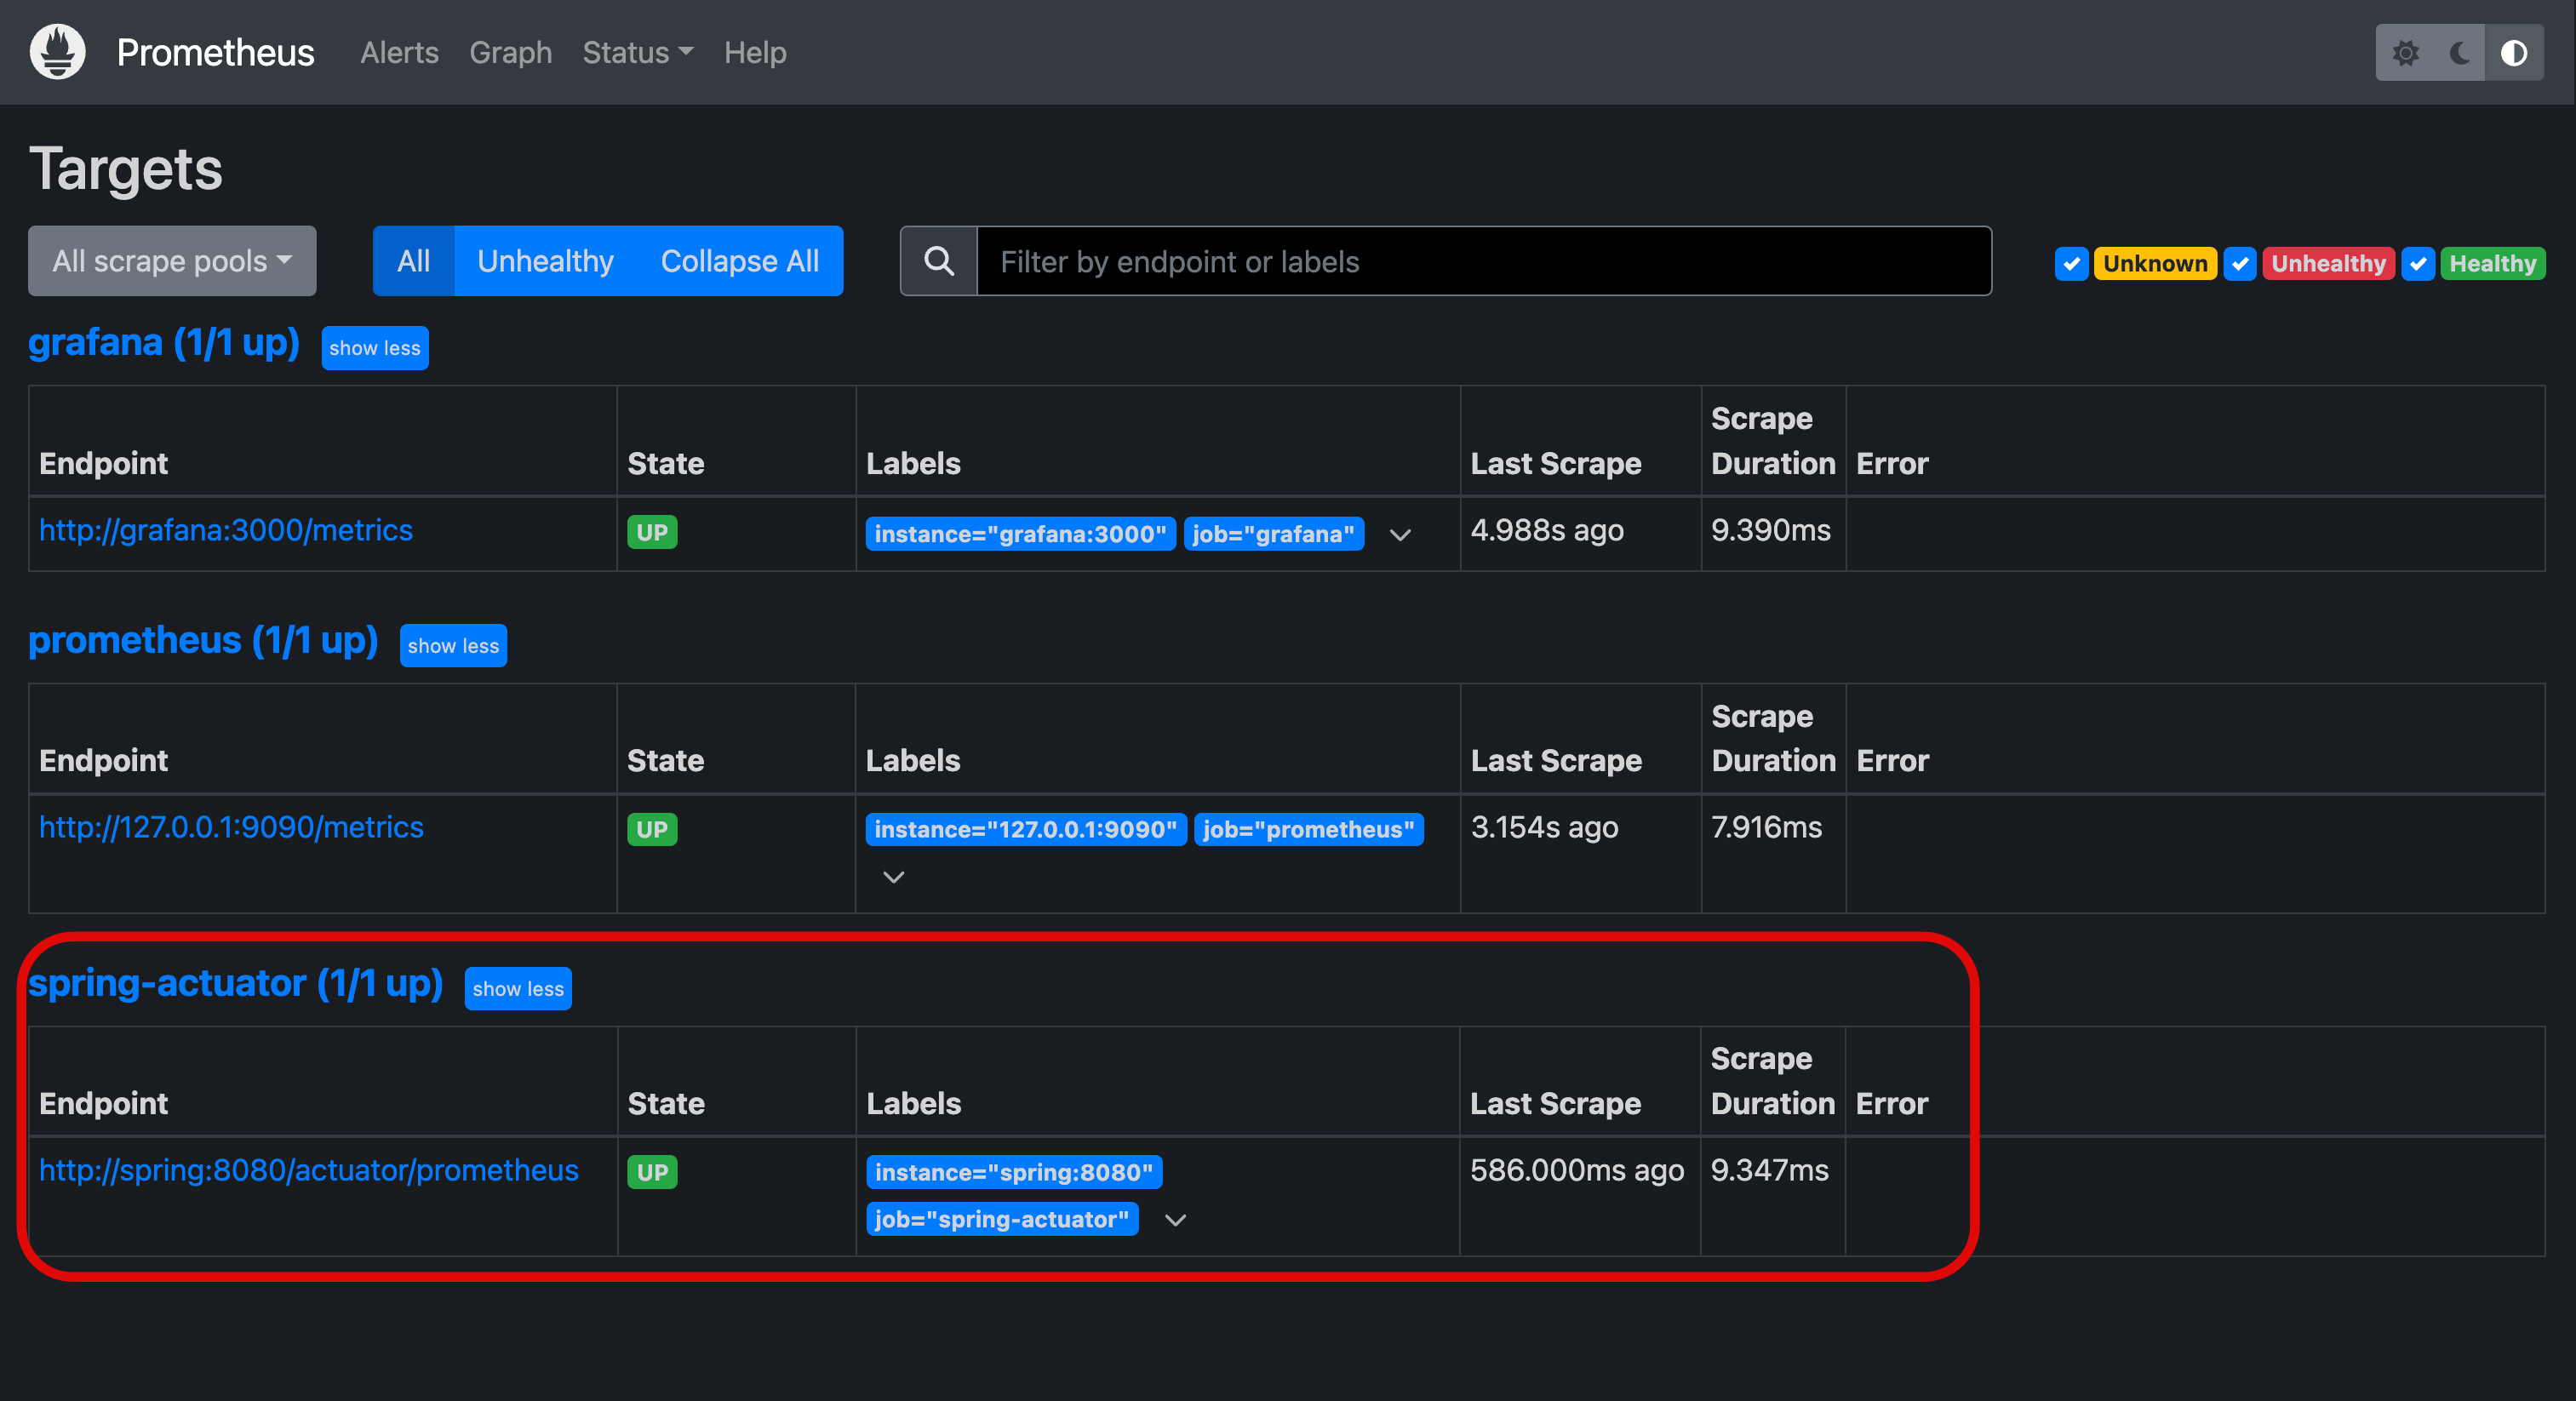 Prometheus Alerts Graph Status Help
Targets
All scrape pools All Unhealthy Collapse All Filter by endpoint or labels Unknown Unhealthy Healthy
grafana (1/1 up) show less
Endpoint State Labels Last Scrape Scrape Duration Error
http://grafana:3000/metrics UP instance="grafana:3000" job="grafana" 4.988s ago 9.390ms
prometheus (1/1 up) show less
Endpoint State Labels Last Scrape Scrape Duration Error
http://127.0.0.1:9090/metrics UP instance="127.0.0.1:9090" job="prometheus" 3.154s ago 7.916ms
spring-actuator (1/1 up) show less
Endpoint State Labels Last Scrape Scrape Duration Error
http://spring:8080/actuator/prometheus UP instance="spring:8080" 586.000ms ago 9.347ms
job="spring-actuator"